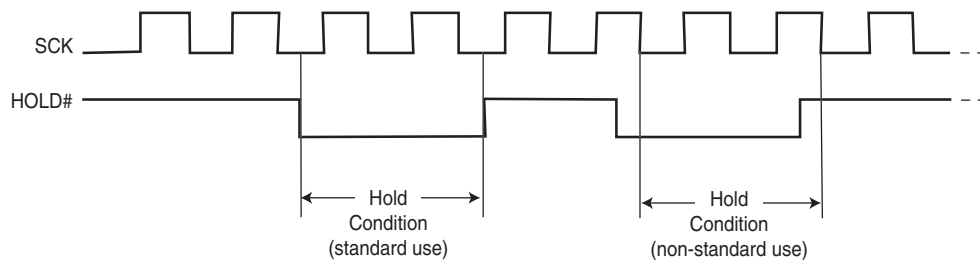 SCK
HOLD#
Hold
Condition
(standard use)
Hold
Condition
(non-standard use)